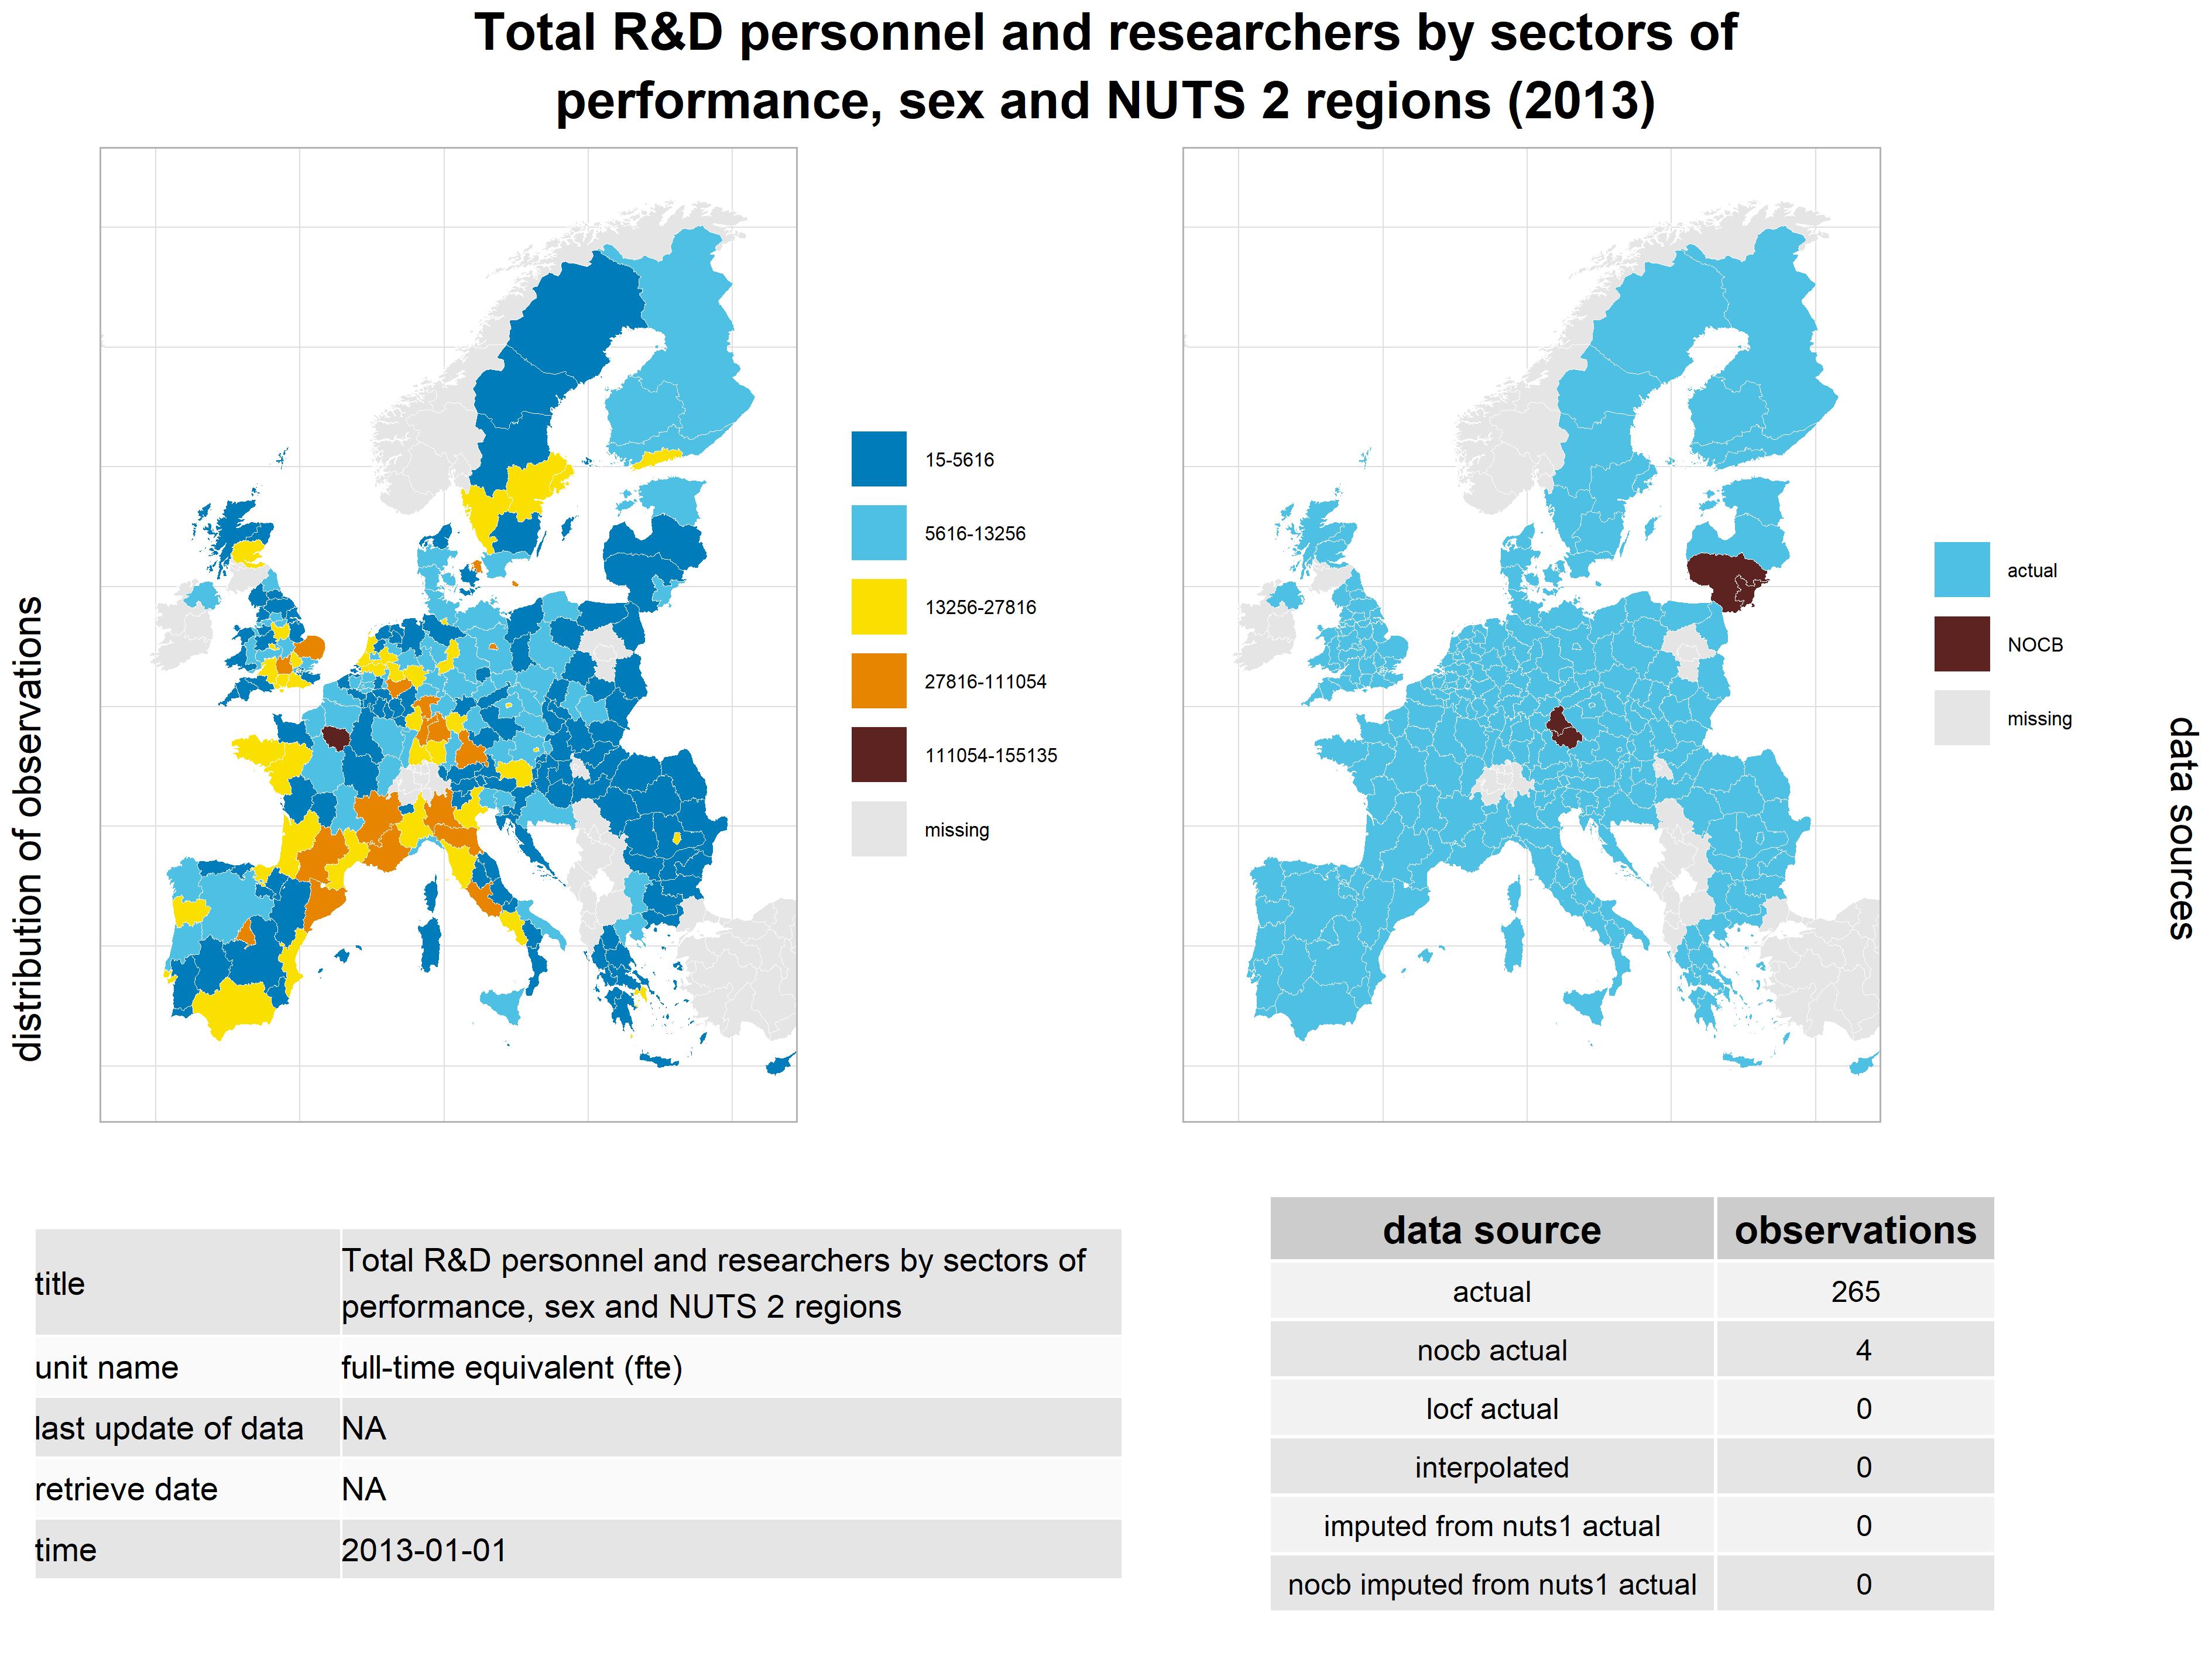 Total R&D personnel and researchers by sectors of
performance, sex and NUTS 2 regions (2013)
distribution of observations
15-5616
5616-13256
13256-27816
27816-111054
111054-155135
missing
actual
NOCB
missing
data sources
title Total R&D personnel and researchers by sectors of
performance, sex and NUTS 2 regions
unit name full-time equivalent (fte)
last update of data NA
retrieve date NA
time 2013-01-01
data source observations
actual 265
nocb actual 4
locf actual 0
interpolated 0
imputed from nuts1 actual 0
nocb imputed from nuts1 actual 0